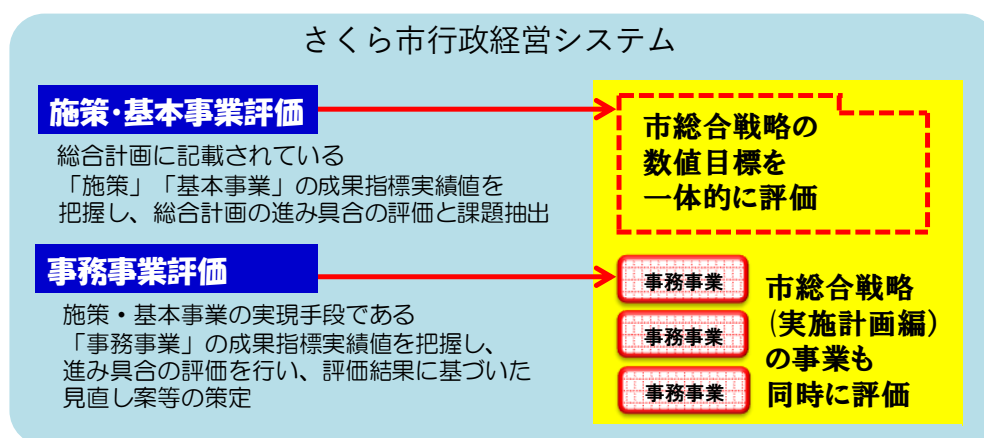 さくら市行政経営システム
施策・基本事業評価
総合計画に記載されている
「施策」「基本事業」の成果指標実績値を
把握し、総合計画の進み具合の評価と課題抽出
市総合戦略の
数値目標を
一体的に評価
事務事業評価
施策・基本事業の実現手段である
「事務事業」の成果指標実績値を把握し、
進み具合の評価を行い、評価結果に基づいた
見直し案等の策定
事務事業
事務事業
事務事業
市総合戦略
(実施計画編)
の事業も
同時に評価